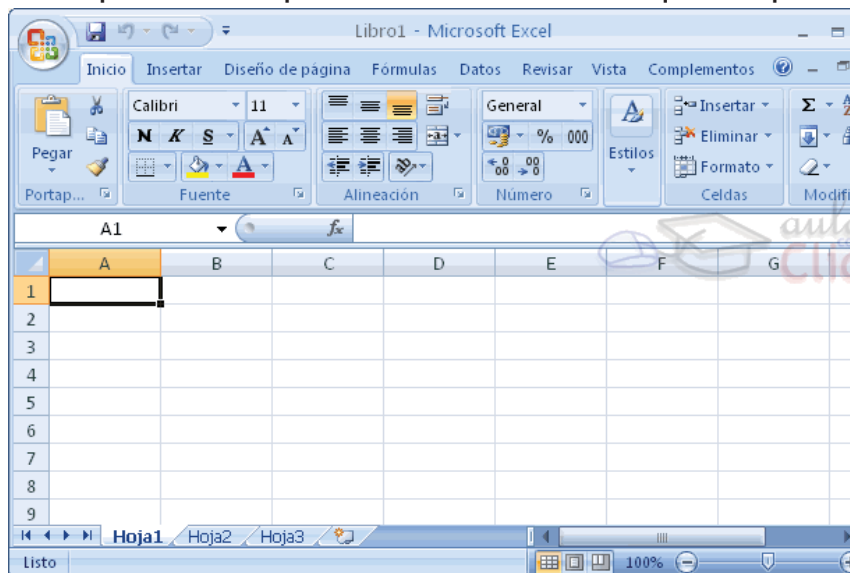 Libro1 - Microsoft Excel
Inicio Insertar Diseño de página Fórmulas Datos Revisar Vista Complementos
Calibri 11 General Insertar
N K S A A % 000 Eliminar
Pegar A Estilos Formato
Portap... Fuente Alineación Número Celdas Modifi
A1 fx
aula
Clic
A B C D E F G
1
2
3
4
5
6
7
8
9
Hoja1 Hoja2 Hoja3
Listo 100%